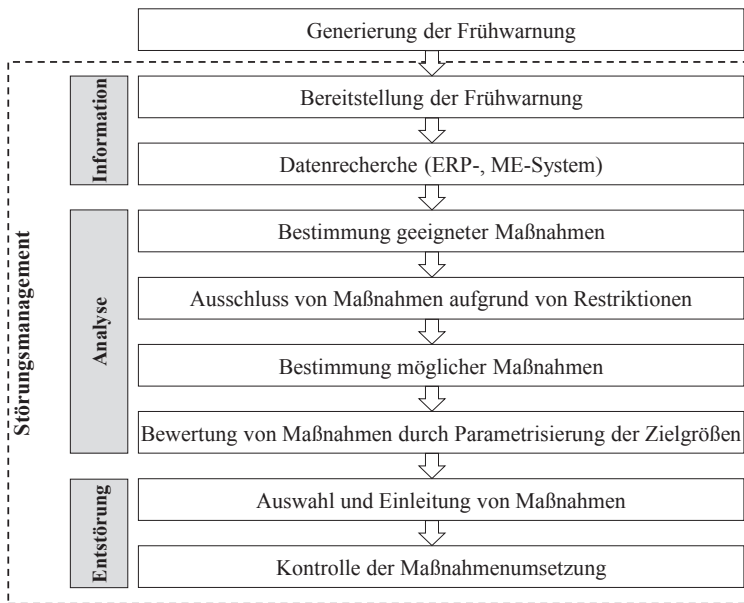 Generierung der Frühwarnung
Störungsmanagement
Information
Bereitstellung der Frühwarnung
Datenrecherche (ERP-, ME-System)
Analyse
Bestimmung geeigneter Maßnahmen
Ausschluss von Maßnahmen aufgrund von Restriktionen
Bestimmung möglicher Maßnahmen
Bewertung von Maßnahmen durch Parametrisierung der Zielgrößen
Entstörung
Auswahl und Einleitung von Maßnahmen
Kontrolle der Maßnahmenumsetzung